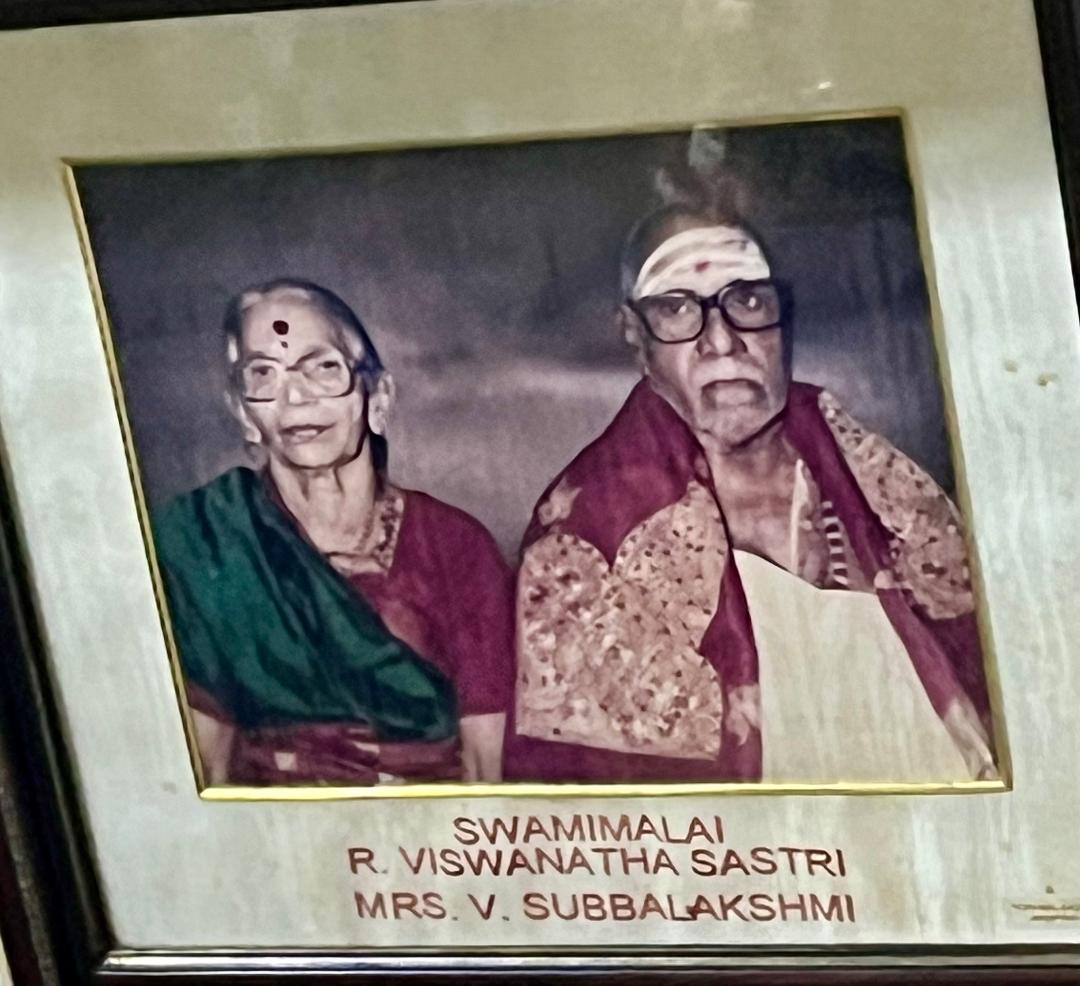 SWAMIMALAI
R. VISWANATHA SASTRI
MRS. V. SUBBALAKSHMI